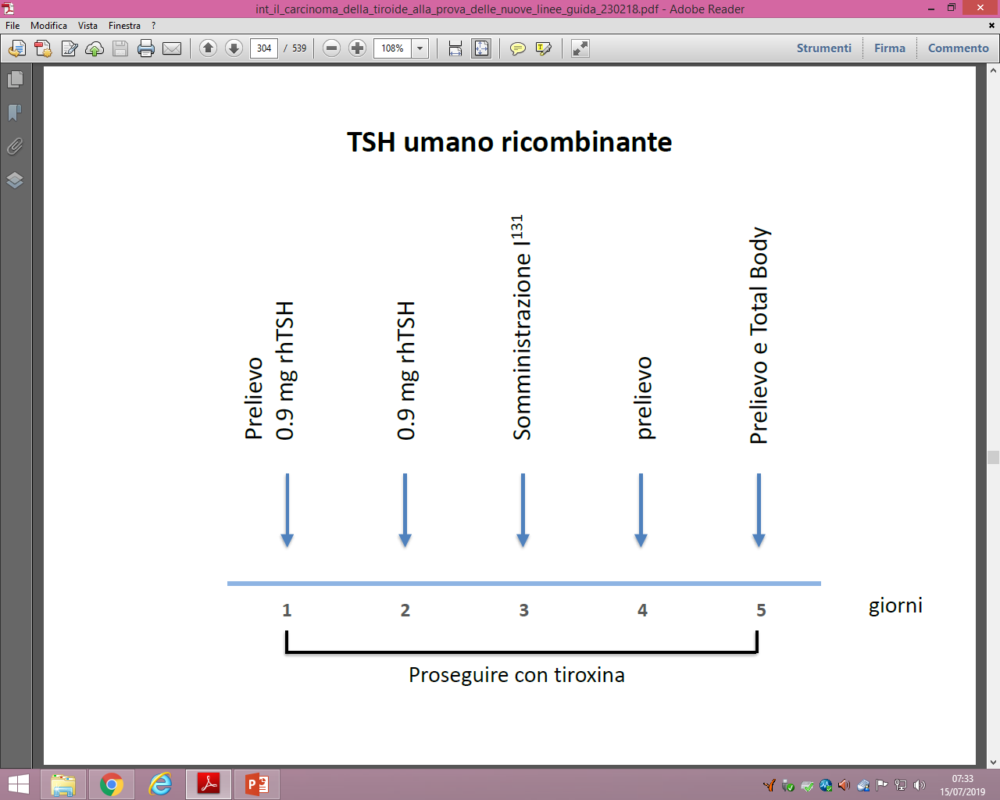 int_il_carcinoma_della_tiroide_alla_prova_delle_nuove_linee_guida_230218.pdf - Adobe Reader
File Modifica Vista Finestra ?
304 / 539 108% Strumenti Firma Commento
TSH umano ricombinante
Prelievo
0.9 mg rhTSH
0.9 mg rhTSH
Somministrazione I¹³¹
prelievo
Prelievo e Total Body
1 2 3 4 5 giorni
Proseguire con tiroxina
07:33
15/07/2019